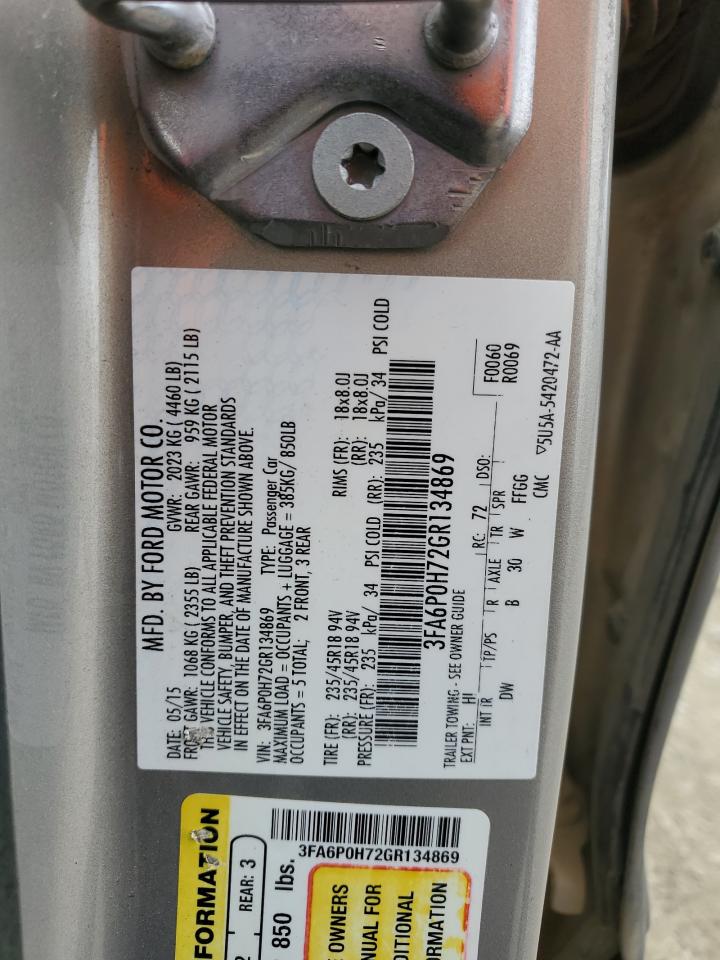 MFD. BY FORD MOTOR CO.
DATE: 05/15 GVWR: 2023 KG ( 4460 LB)
GAWR: 1068 KG ( 2355 LB) REAR GAWR: 959 KG ( 2115 LB)
VEHICLE CONFORMS TO ALL APPLICABLE FEDERAL MOTOR
VEHICLE SAFETY, BUMPER, AND THEFT PREVENTION STANDARDS
IN EFFECT ON THE DATE OF MANUFACTURE SHOWN ABOVE.
VIN: 3FA6P0H72GR134869 TYPE: Passenger Car
MAXIMUM LOAD = OCCUPANTS + LUGGAGE = 385KG/ 850LB
OCCUPANTS = 5 TOTAL; 2 FRONT, 3 REAR
TIRE (FR): 235/45R18 94V RIMS (FR): 18x8.0J
(RR): 235/45R18 94V (RR): 18x8.0J
PRESSURE (FR): 235 kPa/ 34 PSI COLD (RR): 235 kPa/ 34 PSI COLD
3FA6P0H72GR134869
TRAILER TOWING - SEE OWNER GUIDE
EXT PNT: HI RC: 72 DSO: F0060
R0069
INT TR TP/PS R AXLE TR SPR
DW B 30 W FFGG
CMC ▽5U5A-5420472-AA
FORMATION
REAR: 3
2
850 lbs.
3FA6P0H72GR134869
OWNERS
NUAL FOR
DITIONAL
ORMATION